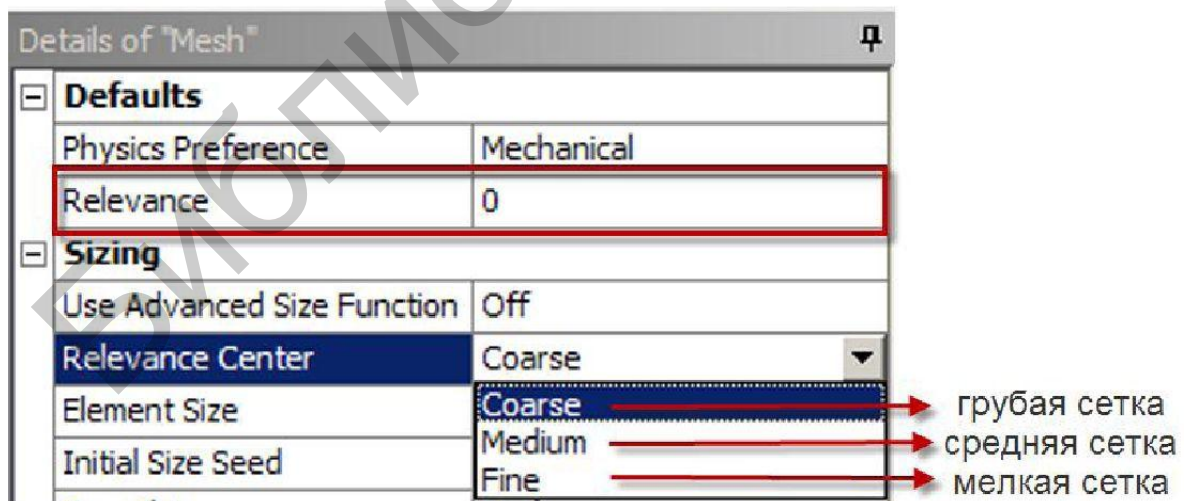 Details of "Mesh"
Defaults
Physics Preference Mechanical
Relevance 0
Sizing
Use Advanced Size Function Off
Relevance Center Coarse
Element Size Coarse грубая сетка
Medium средняя сетка
Initial Size Seed Fine мелкая сетка